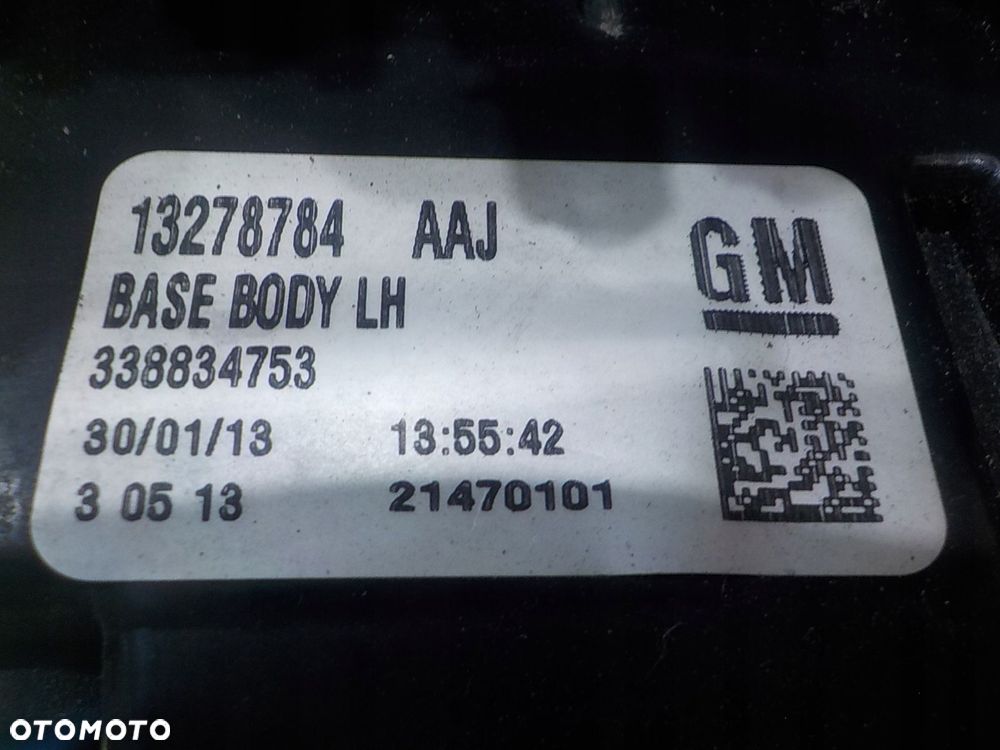 13278784 AAJ
GM
BASE BODY LH
338834753
30/01/13 13:55:42
3 05 13 21470101
OTOMOTO